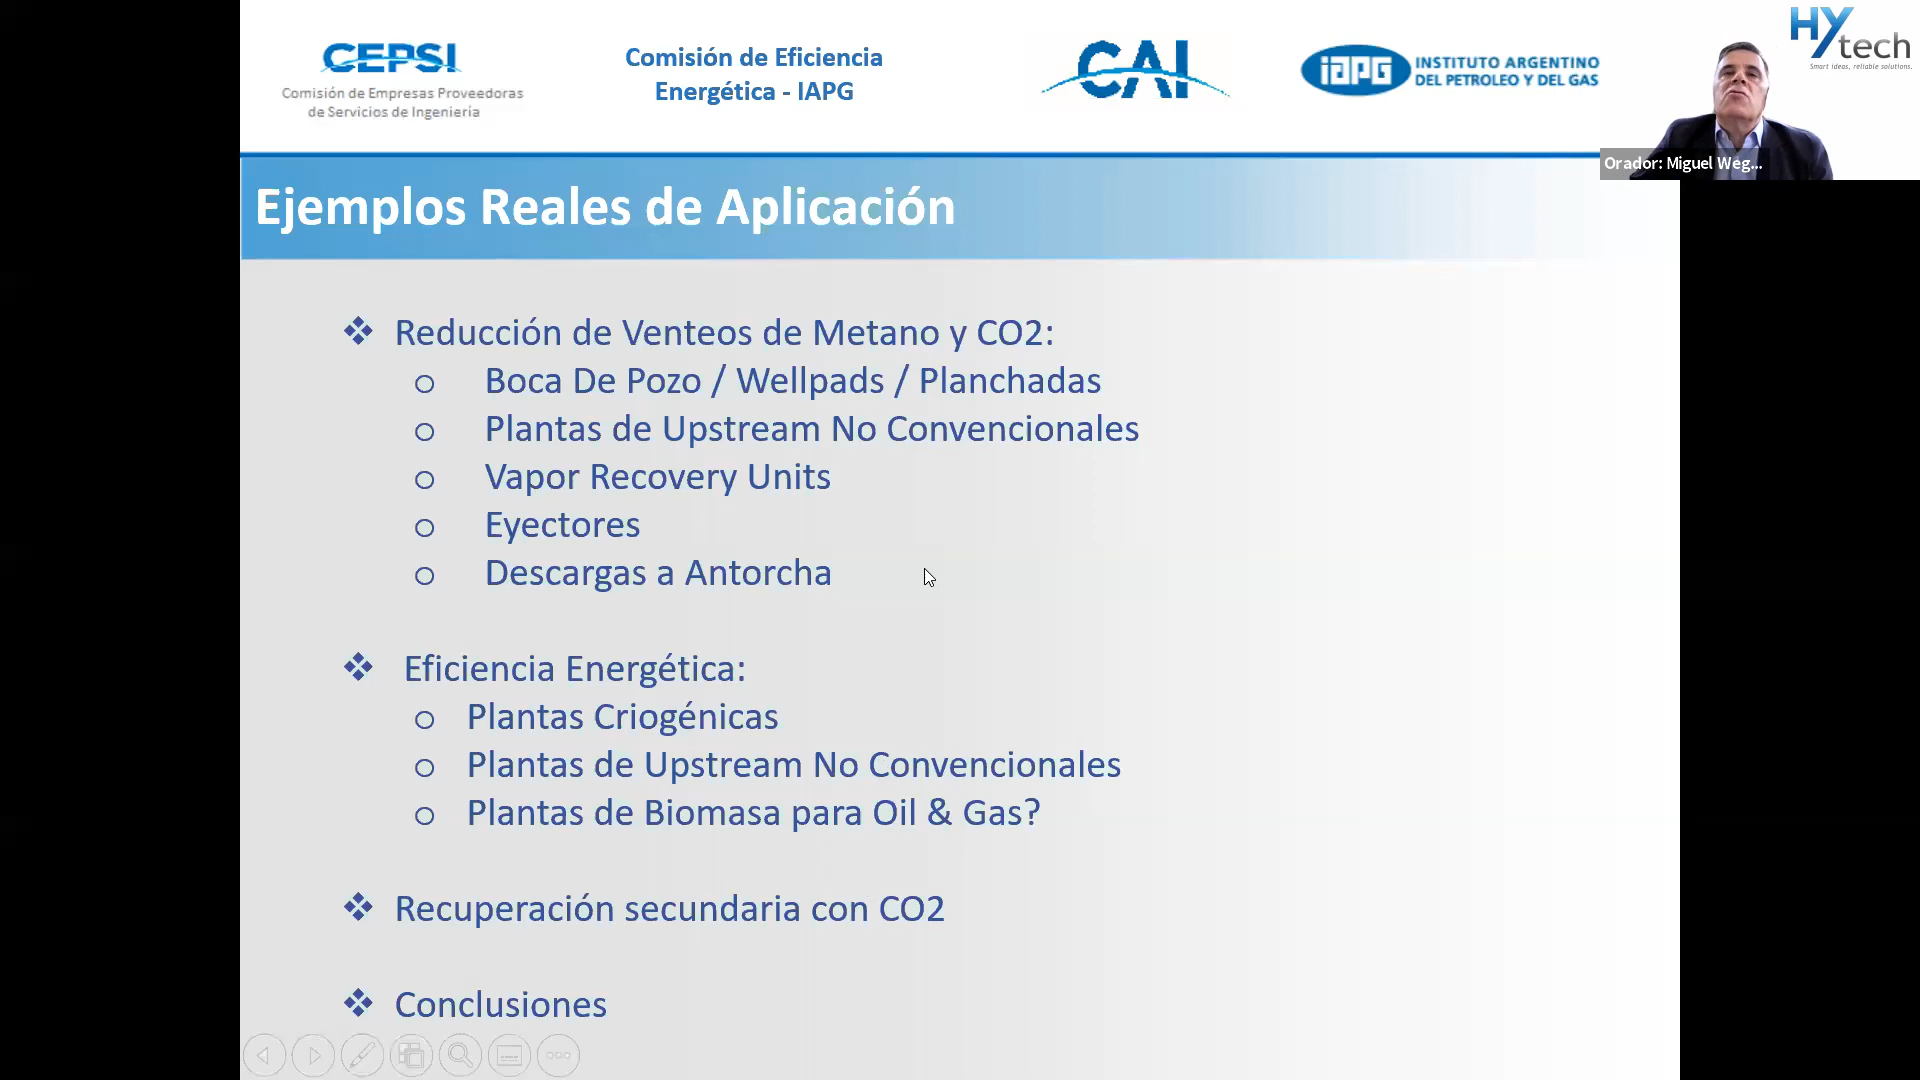 CEPSI
Comisión de Empresas Proveedoras
de Servicios de Ingeniería
Comisión de Eficiencia
Energética - IAPG
CAI
iAPG
INSTITUTO ARGENTINO
DEL PETROLEO Y DEL GAS
HYtech
Smart ideas, reliable solutions.
Orador: Miguel Weg...
Ejemplos Reales de Aplicación
❖ Reducción de Venteos de Metano y CO2:
o Boca De Pozo / Wellpads / Planchadas
o Plantas de Upstream No Convencionales
o Vapor Recovery Units
o Eyectores
o Descargas a Antorcha
❖ Eficiencia Energética:
o Plantas Criogénicas
o Plantas de Upstream No Convencionales
o Plantas de Biomasa para Oil & Gas?
❖ Recuperación secundaria con CO2
❖ Conclusiones